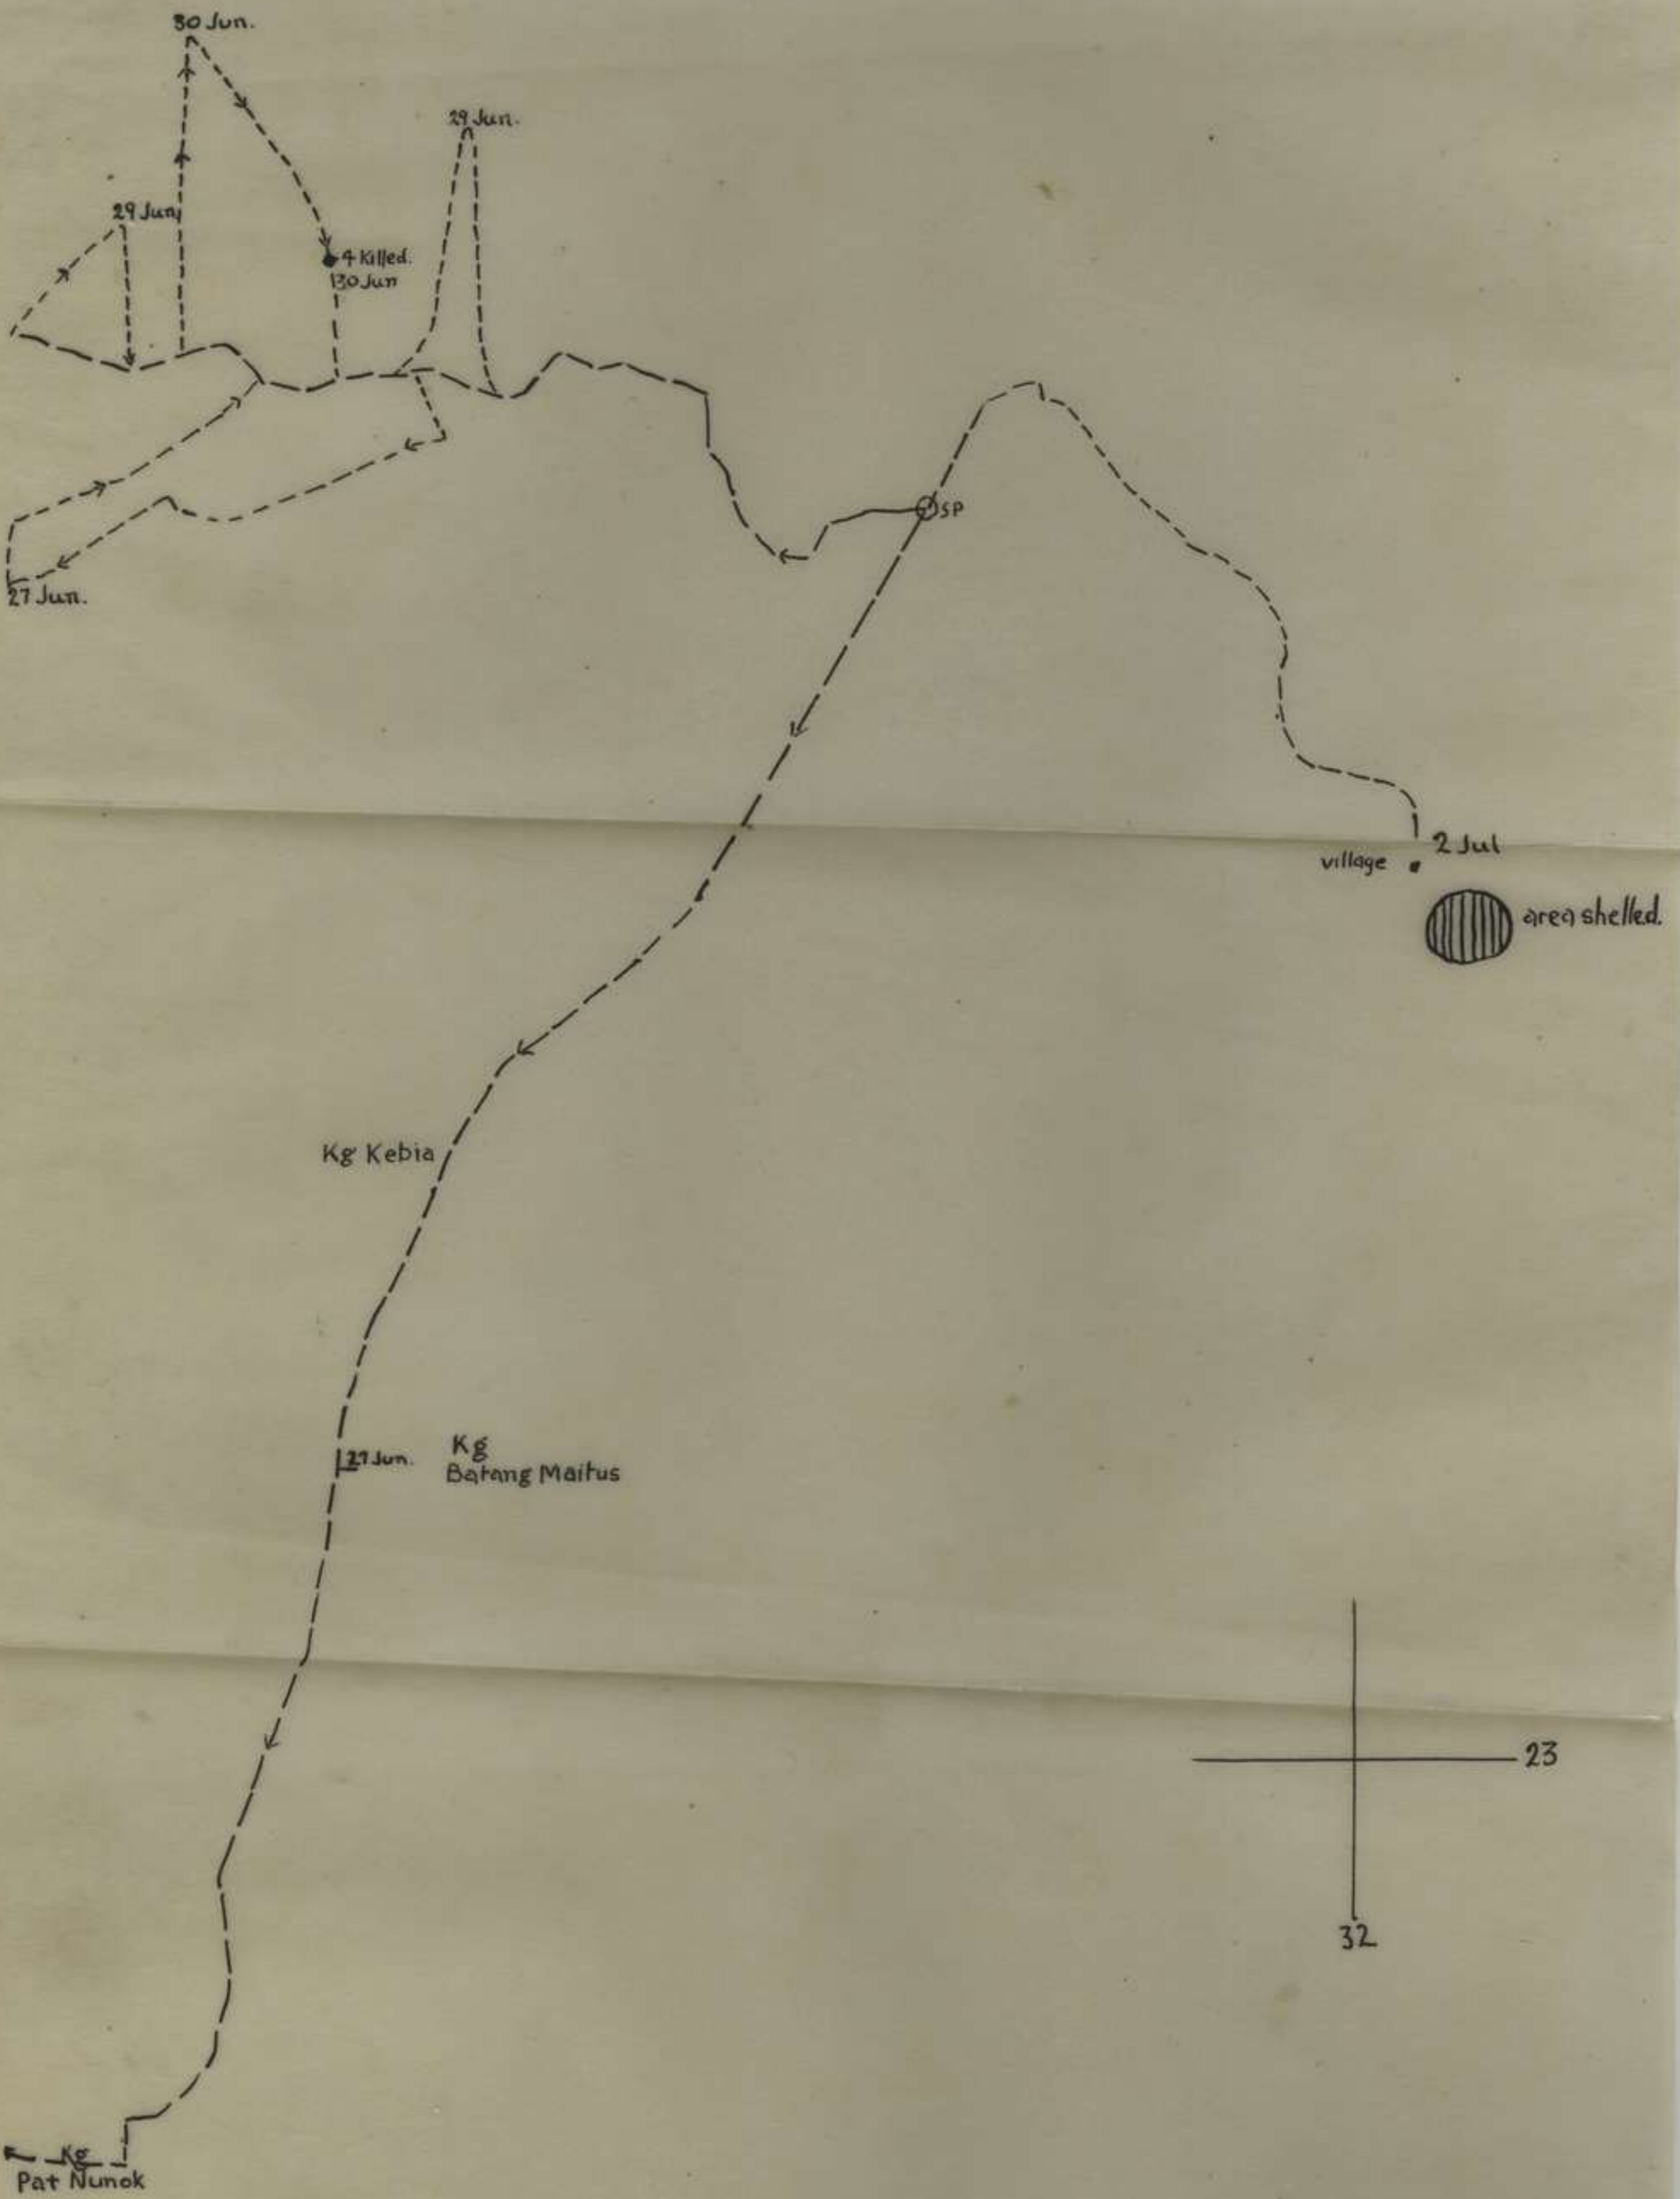 30 Jun.
29 Jun.
29 Jun
4 Killed.
30 Jun
SP
27 Jun.
2 Jul
village
area shelled.
Kg Kebia
27 Jun.
Kg
Batang Maitus
23
32
Kg
Pat Nunok